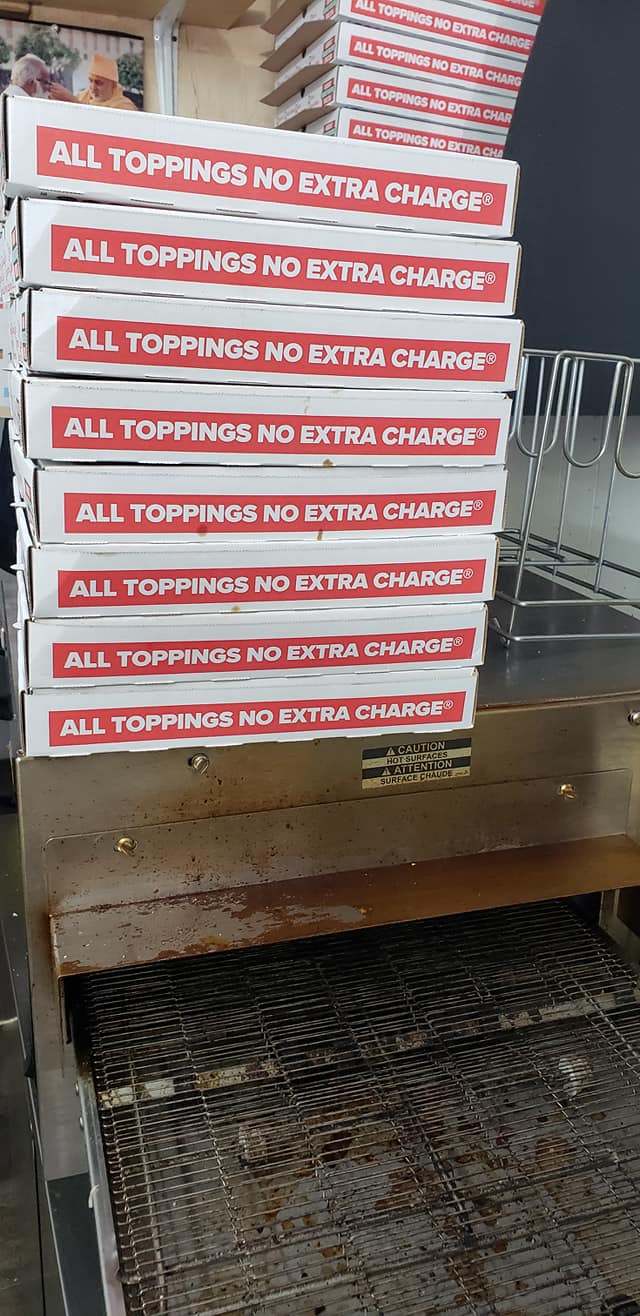 CHARGE®
ALL TOPPINGS NO EXTRA CHARGE
ALL TOPPINGS NO EXTRA
ALL TOPPINGS NO EXTRA
ALL TOPPINGS NO EXTRA
ALL TOPPINGS NO EXTRA CHARGE®
ALL TOPPINGS NO EXTRA CHARGE®
ALL TOPPINGS NO EXTRA CHARGE®
ALL TOPPINGS NO EXTRA CHARGE®
ALL TOPPINGS NO EXTRA CHARGE®
ALL TOPPINGS NO EXTRA CHARGE®
ALL TOPPINGS NO EXTRA CHARGE®
ALL TOPPINGS NO EXTRA CHARGE®
CAUTION
HOT SURFACES
ATTENTION
SURFACE CHAUDE